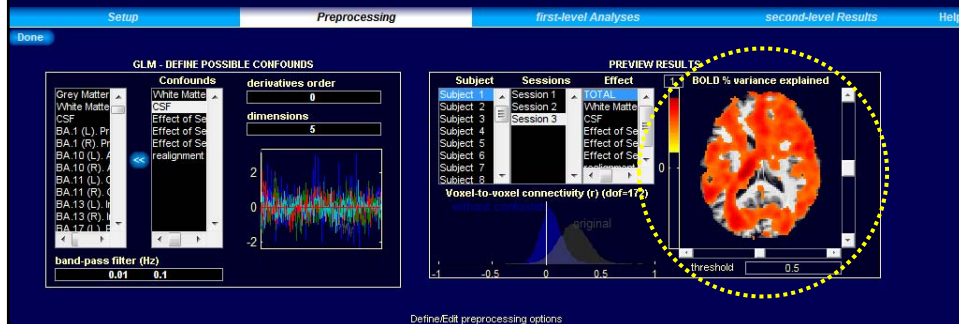 Setup
Preprocessing
first-level Analyses
second-level Results
Help
Done
GLM - DEFINE POSSIBLE CONFOUNDS
Confounds
Grey Matter
White Matte
CSF
BA.1 (L). Pr
BA.1 (R). Pr
BA.10 (L). A
BA.10 (R). A
BA.11 (L). O
BA.11 (R). O
BA.13 (L). In
BA.13 (R). In
BA.17 (L). P
<<
White Matte
CSF
Effect of Se
Effect of Se
Effect of Se
realignment
derivatives order
0
dimensions
5
2
0
-2
band-pass filter (Hz)
0.01 0.1
PREVIEW RESULTS
Subject
Sessions
Effect
Subject 1
Subject 2
Subject 3
Subject 4
Subject 5
Subject 6
Subject 7
Subject 8
Session 1
Session 2
Session 3
TOTAL
White Matte
CSF
Effect of Se
Effect of Se
Effect of Se
realignment
1
0
BOLD % variance explained
Voxel-to-voxel connectivity (r) (dof=172)
original
-1 -0.5 0 0.5 1
threshold 0.5
Define/Edit preprocessing options